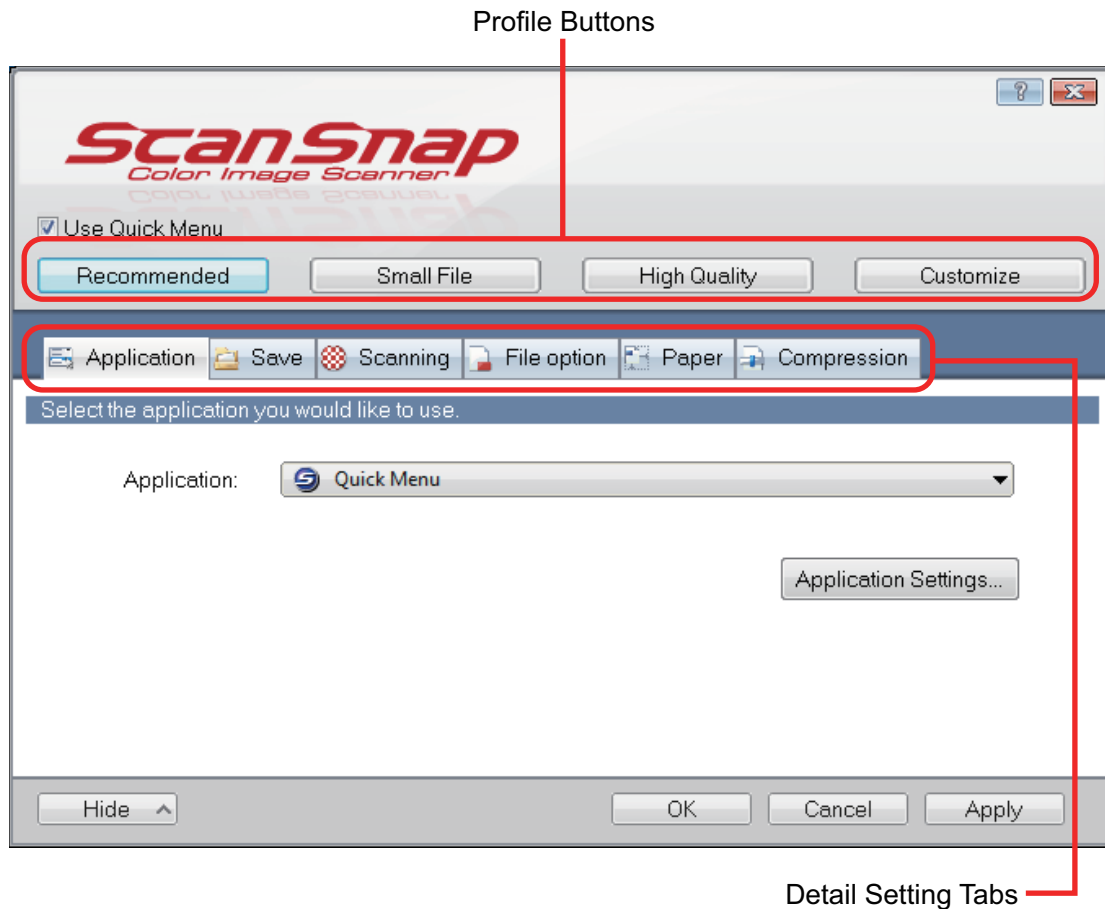 Profile Buttons
?
ScanSnap
Color Image Scanner
Use Quick Menu
Recommended Small File High Quality Customize
Application Save Scanning File option Paper Compression
Select the application you would like to use.
Application: Quick Menu
Application Settings...
Hide OK Cancel Apply
Detail Setting Tabs